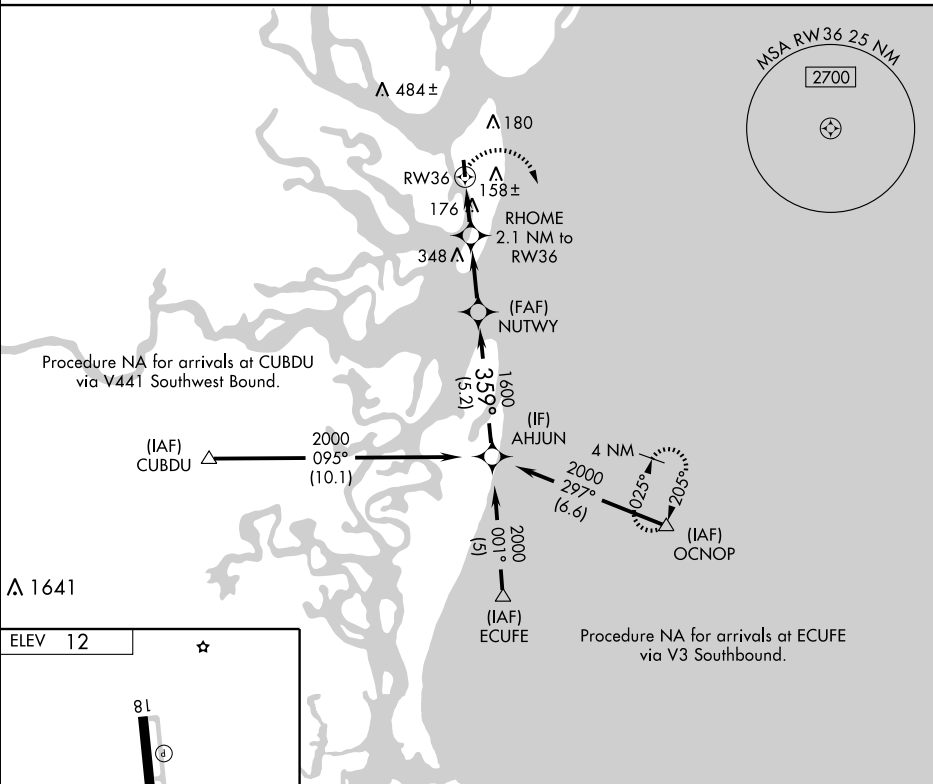 MSA RW36 25 NM
2700
484±
180
RW36
158±
176
RHOME
2.1 NM to
RW36
348
(FAF)
NUTWY
Procedure NA for arrivals at CUBDU
via V441 Southwest Bound.
1600
359°
(5.2)
(IF)
AHJUN
(IAF)
CUBDU
2000
095°
(10.1)
4 NM
2000
297°
(6.6)
025°
205°
(IAF)
OCNOP
2000
001°
(5)
1641
(IAF)
ECUFE
Procedure NA for arrivals at ECUFE
via V3 Southbound.
ELEV 12
18
P